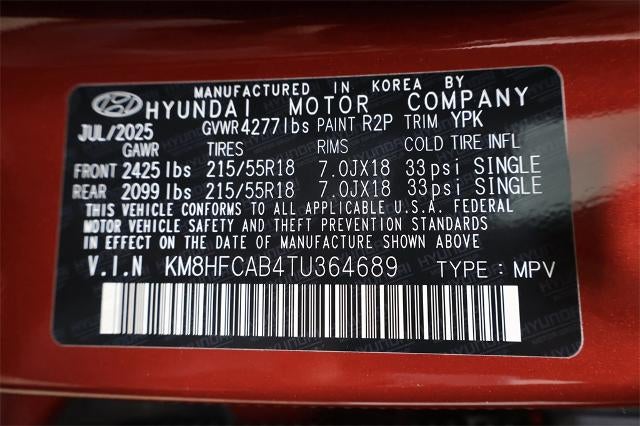 MANUFACTURED IN KOREA BY
HYUNDAI MOTOR COMPANY
JUL/2025 GVWR 4277lbs PAINT R2P TRIM YPK
GAWR TIRES RIMS COLD TIRE INFL
FRONT 2425 lbs 215/55R18 7.0JX18 33psi SINGLE
REAR 2099 lbs 215/55R18 7.0JX18 33psi SINGLE
THIS VEHICLE CONFORMS TO ALL APPLICABLE U.S.A. FEDERAL
MOTOR VEHICLE SAFETY AND THEFT PREVENTION STANDARDS
IN EFFECT ON THE DATE OF MANUFACTURE SHOWN ABOVE
V.I.N KM8HFCAB4TU364689 TYPE : MPV